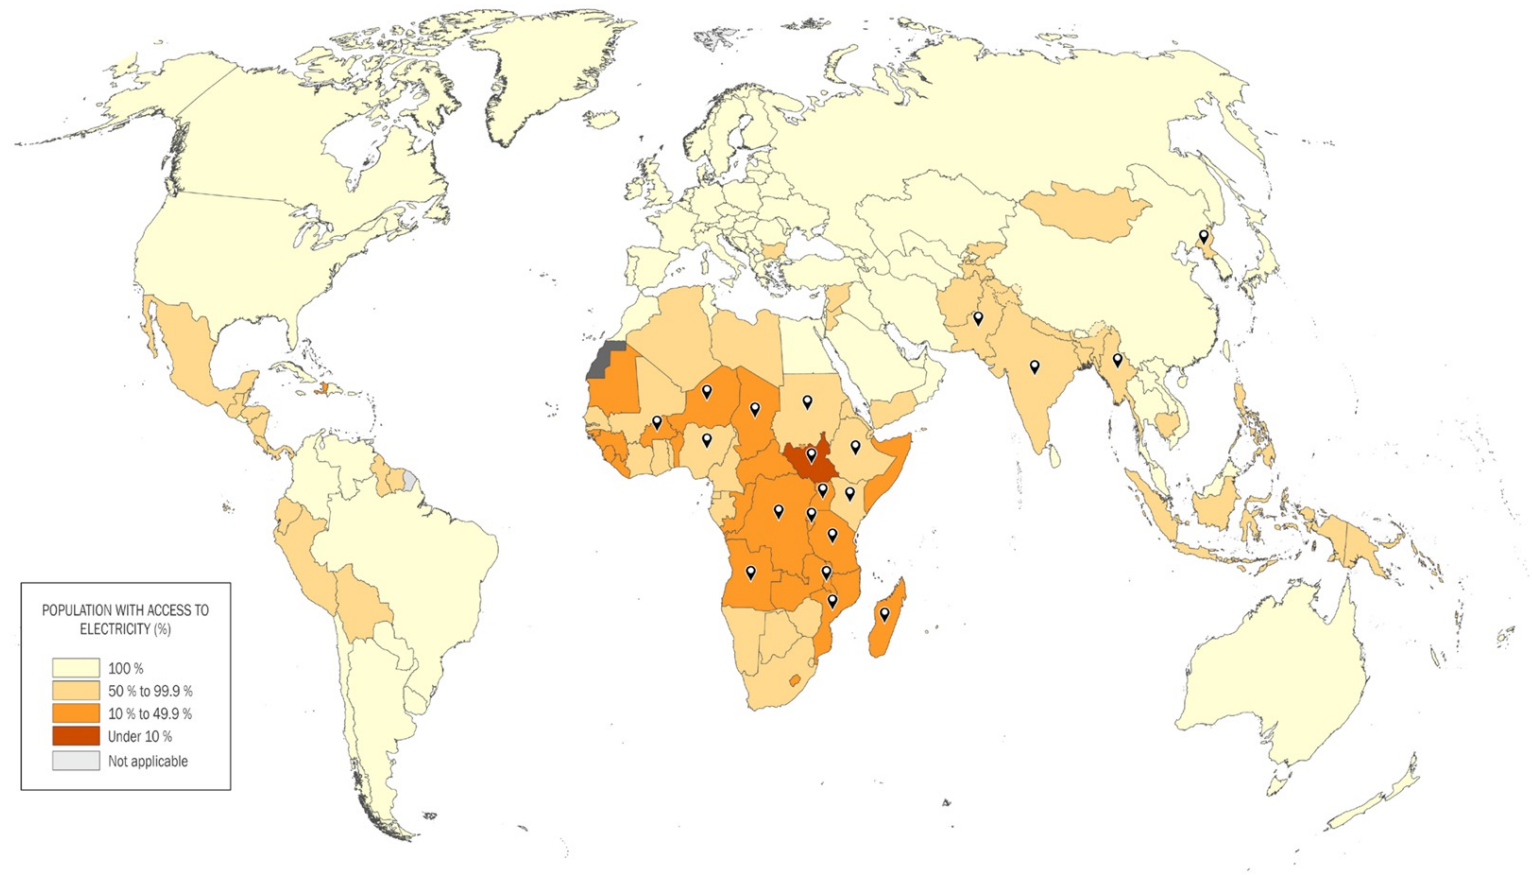 POPULATION WITH ACCESS TO
ELECTRICITY (%)
100 %
50 % to 99.9 %
10 % to 49.9 %
Under 10 %
Not applicable